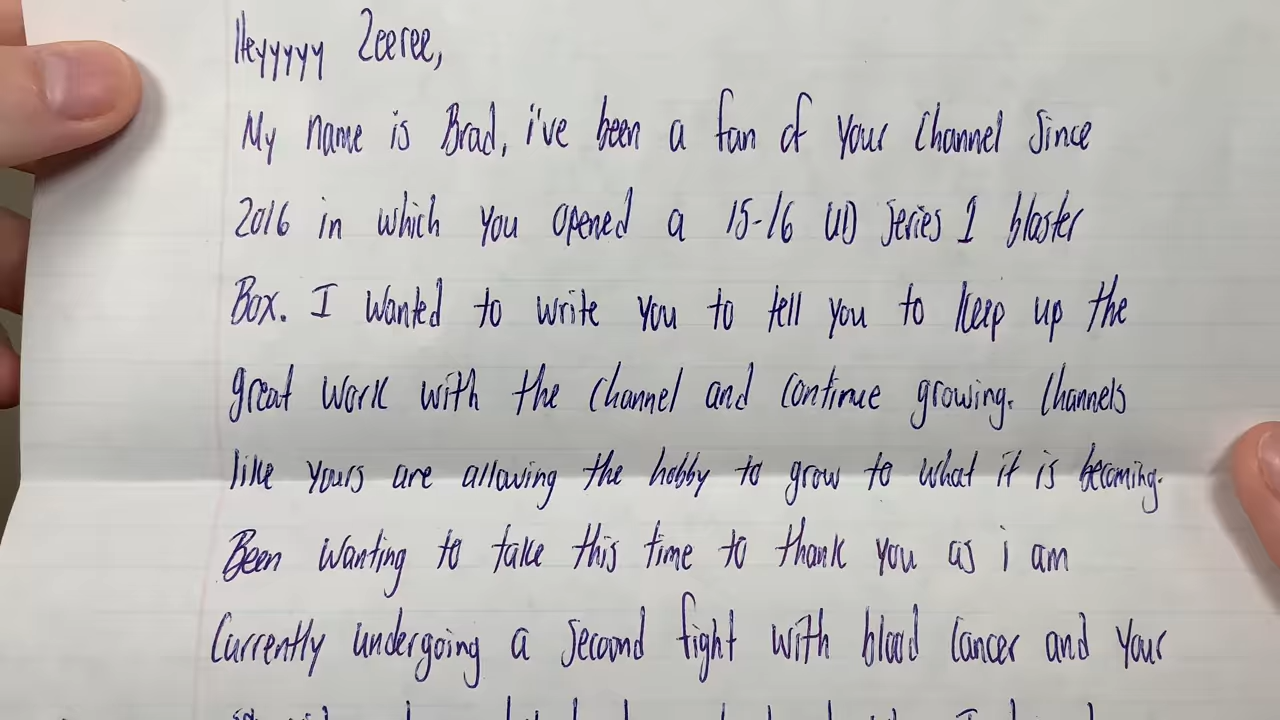 Heyyyyy Zeeree,
My name is Brad, i've been a fan of your Channel Since
2016 in which you opened a 15-16 UD Series 1 blaster
Box. I wanted to write you to tell you to keep up the
great work with the Channel and Continue growing. Channels
like yours are allowing the hobby to grow to what it is becoming.
Been wanting to take this time to thank you as i am
Currently undergoing a Second fight with blood Cancer and your